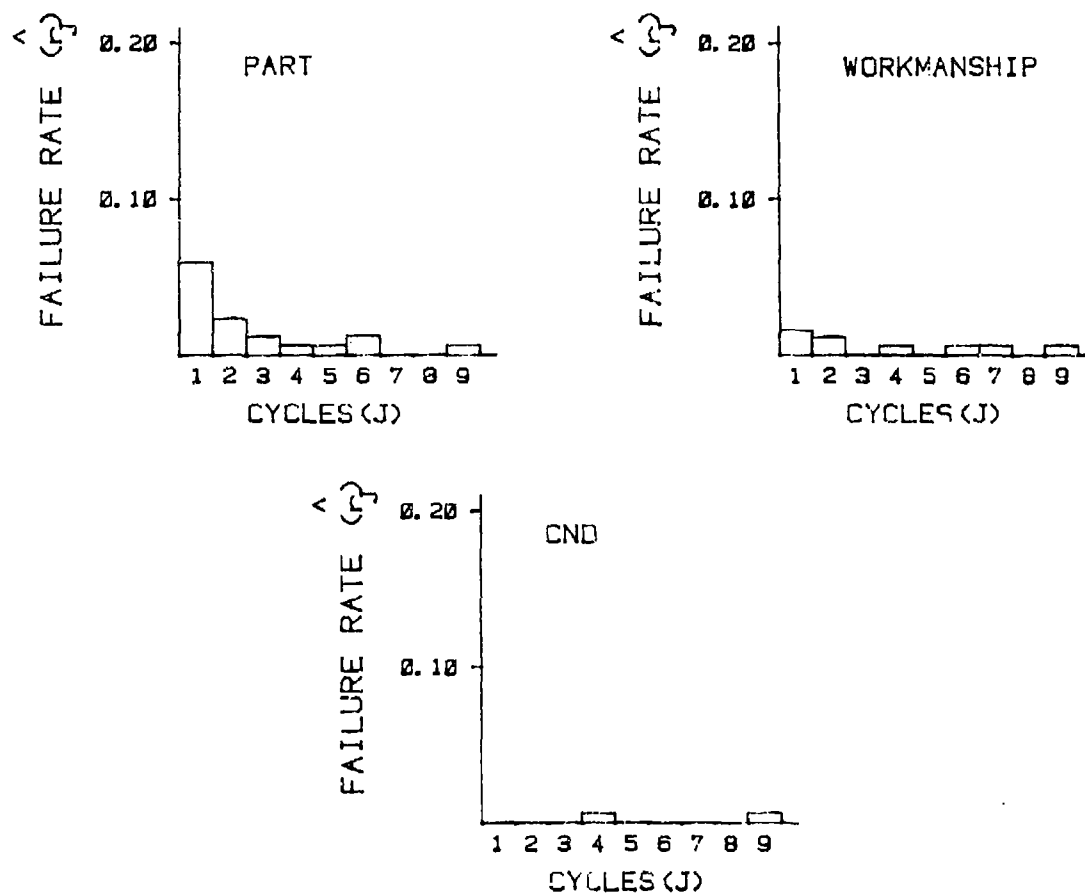 FAILURE RATE (r̂j)
0.20
0.10
PART
1 2 3 4 5 6 7 8 9
CYCLES(J)
FAILURE RATE (r̂j)
0.20
0.10
WORKMANSHIP
1 2 3 4 5 6 7 8 9
CYCLES(J)
FAILURE RATE (r̂j)
0.20
0.10
CND
1 2 3 4 5 6 7 8 9
CYCLES(J)